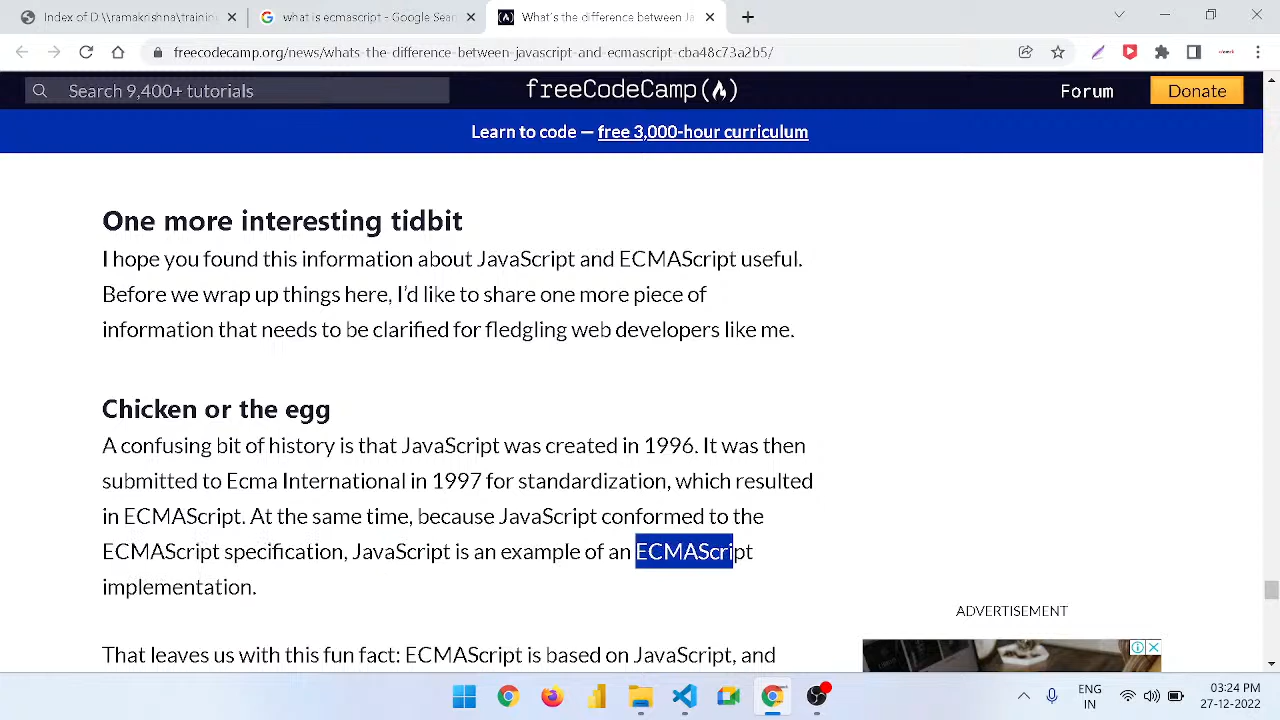 Index of D:\\ramakrishna\traininı
what is ecmascript - Google Sear
What's the difference between Ja
freecodecamp.org/news/whats-the-difference-between-javascript-and-ecmascript-cba48c73a2b5/
Search 9,400+ tutorials
freeCodeCamp(🔥)
Forum
Donate
Learn to code — free 3,000-hour curriculum
One more interesting tidbit
I hope you found this information about JavaScript and ECMAScript useful.
Before we wrap up things here, I'd like to share one more piece of
information that needs to be clarified for fledgling web developers like me.
Chicken or the egg
A confusing bit of history is that JavaScript was created in 1996. It was then
submitted to Ecma International in 1997 for standardization, which resulted
in ECMAScript. At the same time, because JavaScript conformed to the
ECMAScript specification, JavaScript is an example of an ECMAScript
implementation.
ADVERTISEMENT
That leaves us with this fun fact: ECMAScript is based on JavaScript, and
ENG
IN
03:24 PM
27-12-2022